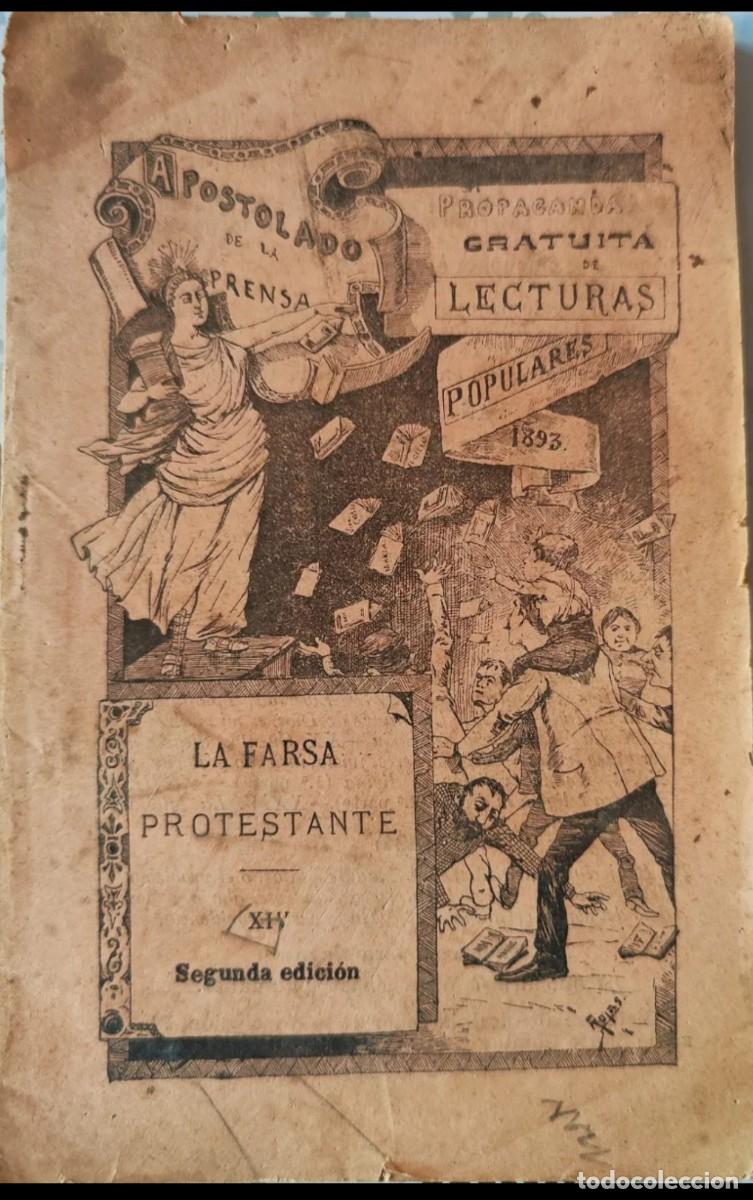 APOSTOLADO
DE LA
PRENSA
PROPAGANDA
GRATUITA
DE
LECTURAS
POPULARES
1893.
LA FARSA
PROTESTANTE
XIV
Segunda edición
ROJAS
todocoleccion